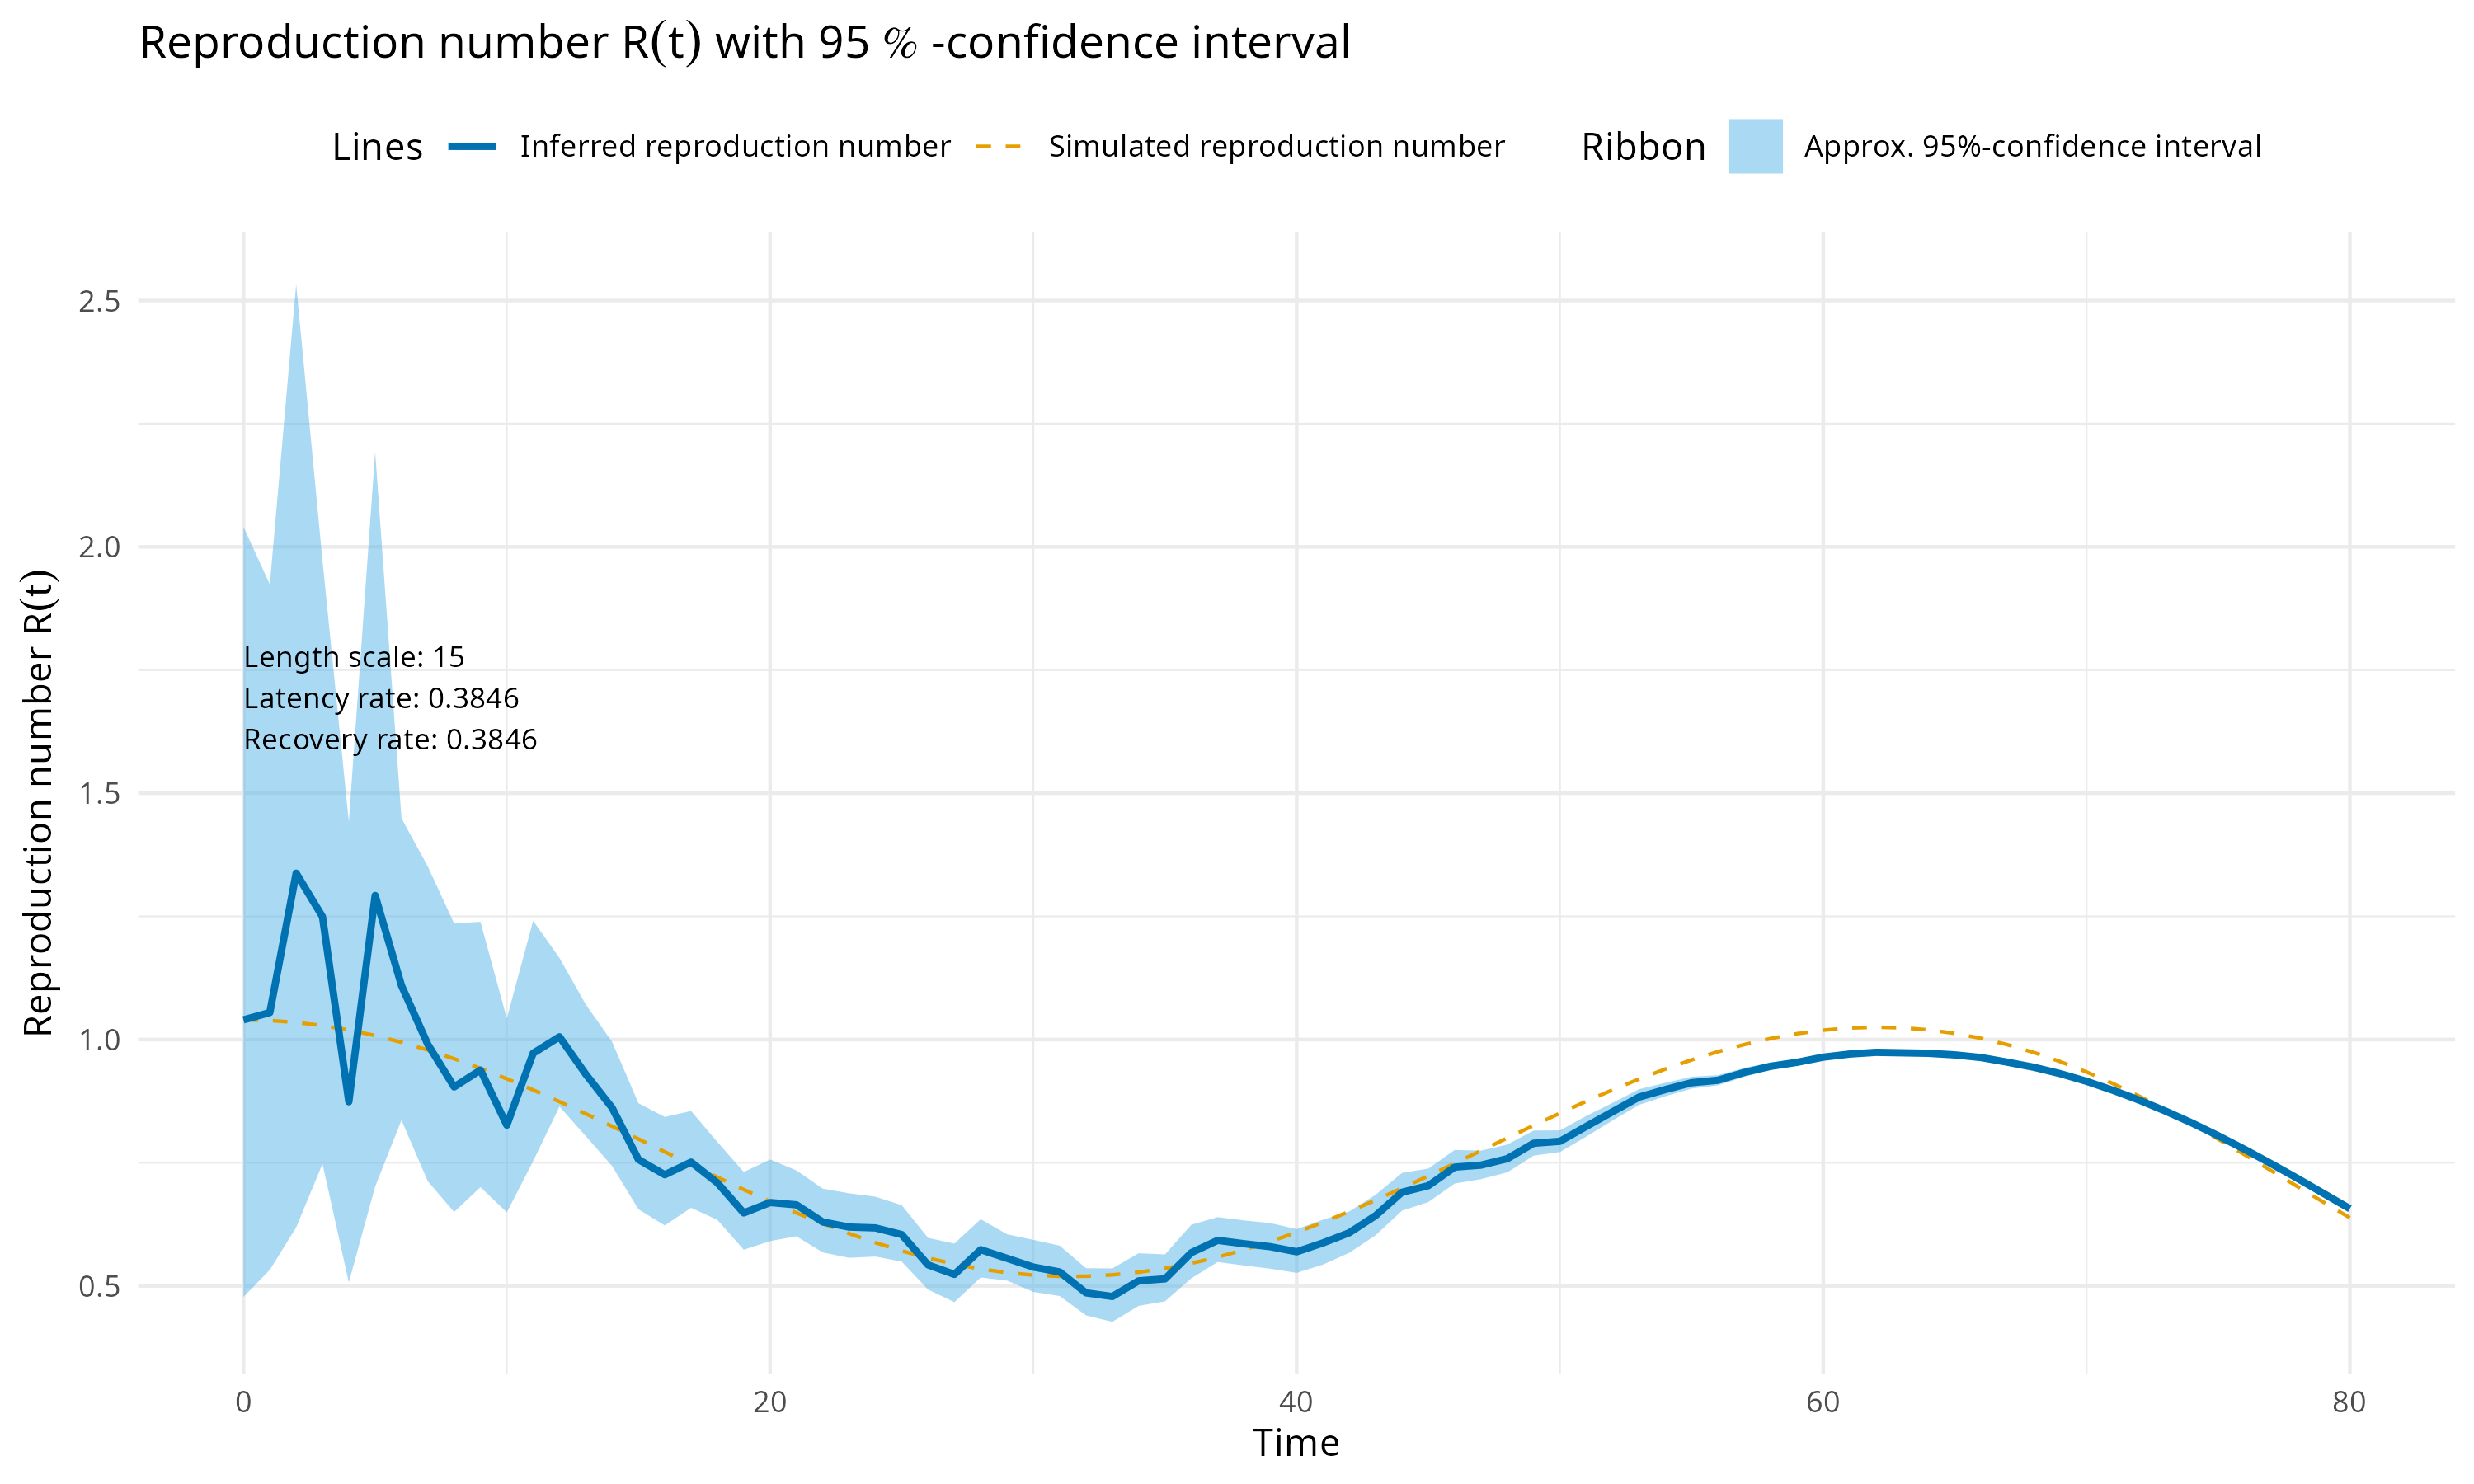 Reproduction number R(t) with 95 % -confidence interval
Lines Inferred reproduction number Simulated reproduction number Ribbon Approx. 95%-confidence interval
Reproduction number R(t)
2.5
2.0
1.5
1.0
0.5
Length scale: 15
Latency rate: 0.3846
Recovery rate: 0.3846
0 20 40 60 80
Time